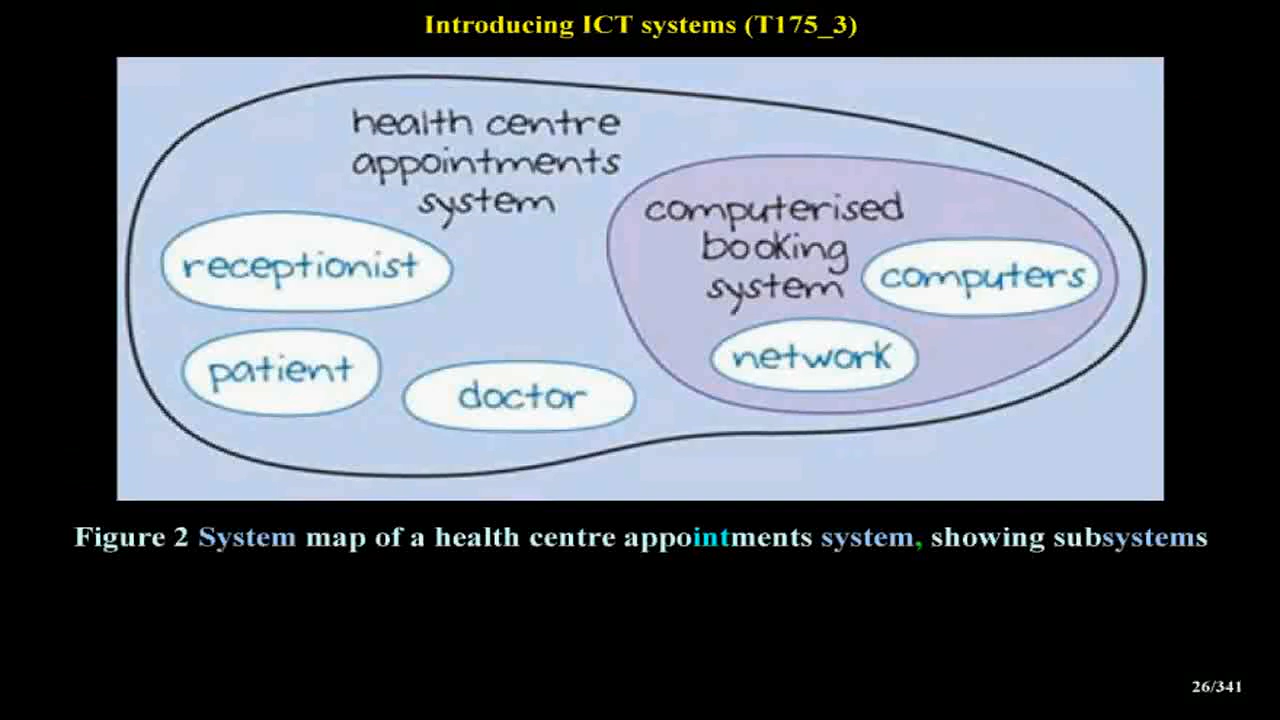 Introducing ICT systems (T175_3)
health centre
appointments
system
computerised
booking
system
receptionist
computers
patient
doctor
network
Figure 2 System map of a health centre appointments system, showing subsystems
26/341